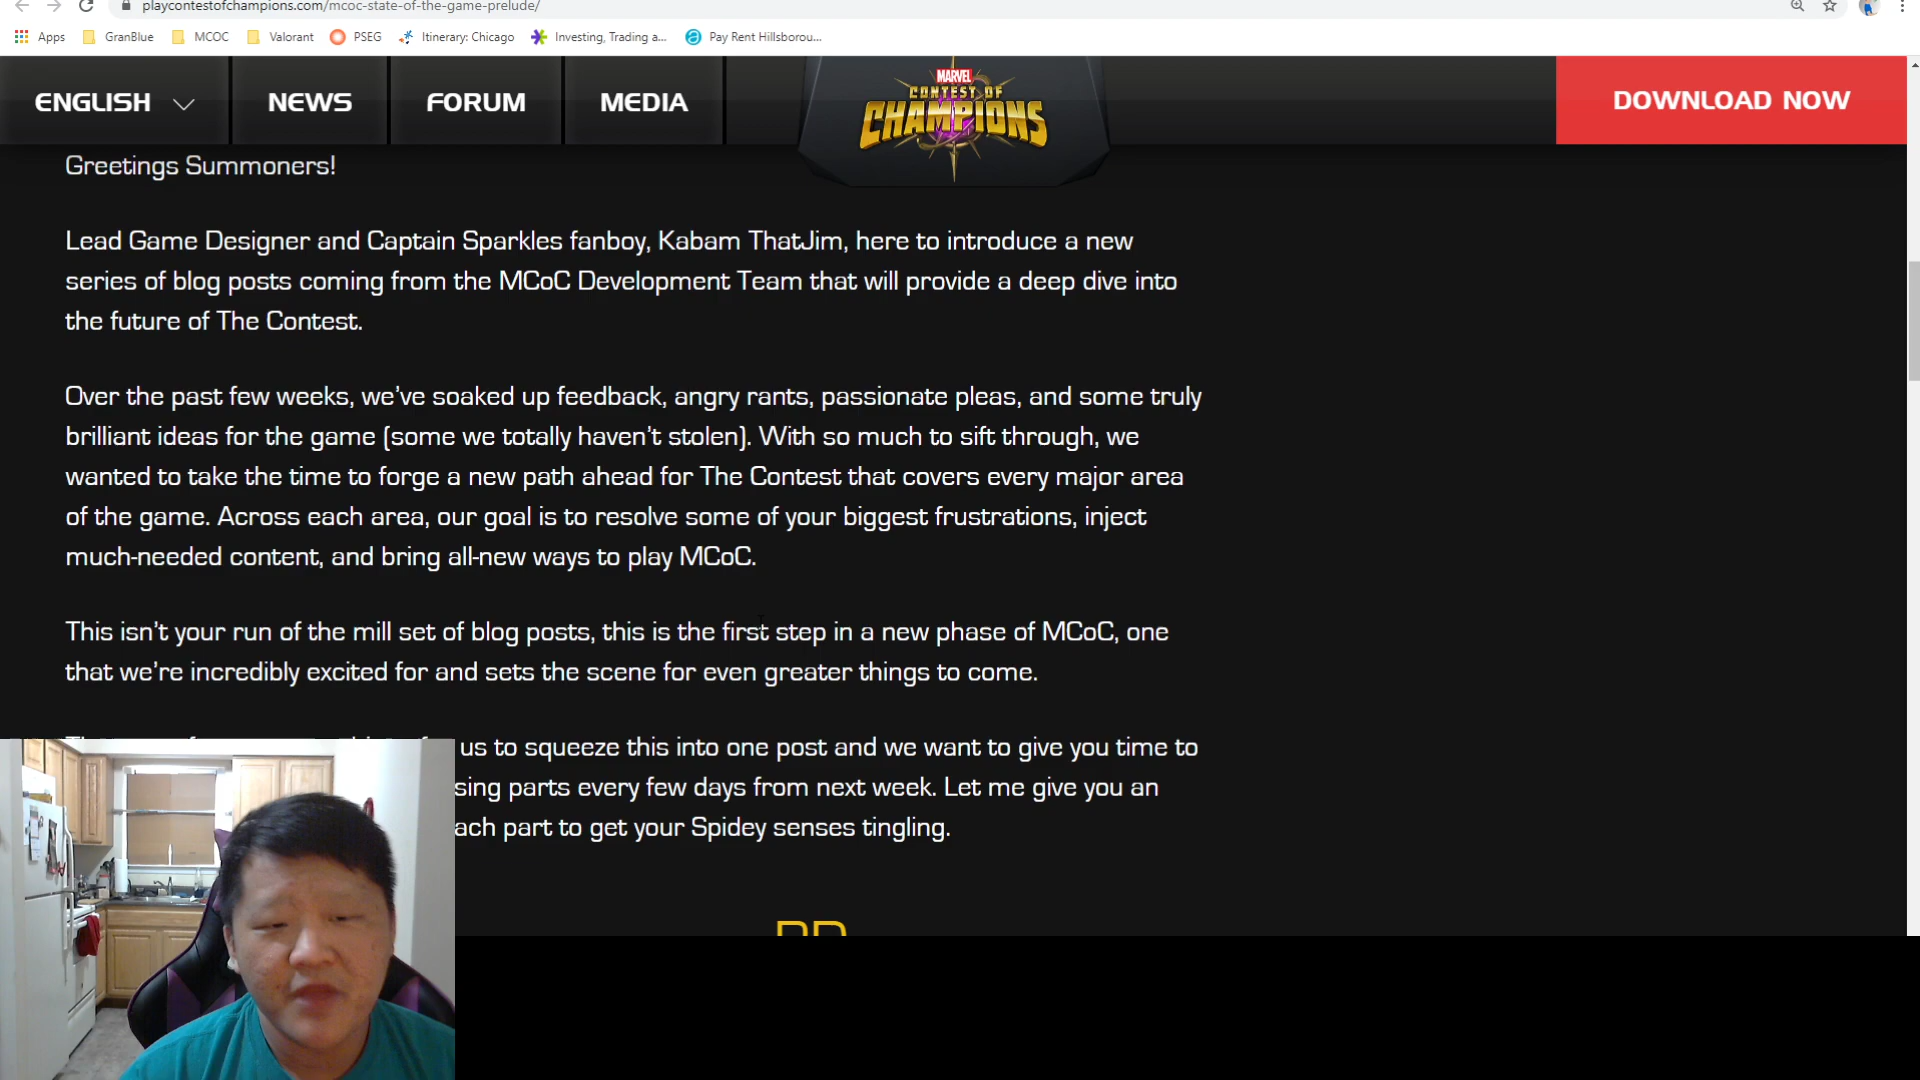 playcontestofchampions.com/mcoc-state-of-the-game-prelude/
Apps GranBlue MCOC Valorant PSEG Itinerary: Chicago Investing, Trading a... Pay Rent Hillsborou...
ENGLISH NEWS FORUM MEDIA MARVEL CONTEST OF CHAMPIONS DOWNLOAD NOW
Greetings Summoners!
Lead Game Designer and Captain Sparkles fanboy, Kabam ThatJim, here to introduce a new
series of blog posts coming from the MCoC Development Team that will provide a deep dive into
the future of The Contest.
Over the past few weeks, we've soaked up feedback, angry rants, passionate pleas, and some truly
brilliant ideas for the game (some we totally haven't stolen). With so much to sift through, we
wanted to take the time to forge a new path ahead for The Contest that covers every major area
of the game. Across each area, our goal is to resolve some of your biggest frustrations, inject
much-needed content, and bring all-new ways to play MCoC.
This isn't your run of the mill set of blog posts, this is the first step in a new phase of MCoC, one
that we're incredibly excited for and sets the scene for even greater things to come.
us to squeeze this into one post and we want to give you time to
sing parts every few days from next week. Let me give you an
ach part to get your Spidey senses tingling.